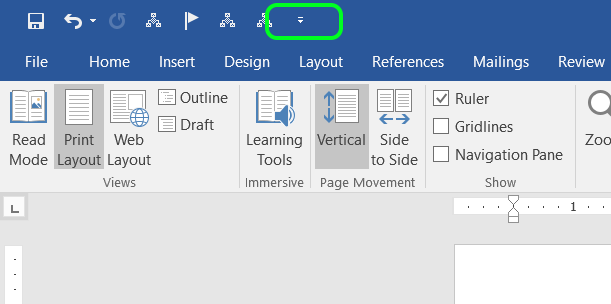 File Home Insert Design Layout References Mailings Review
Read Mode
Print Layout
Web Layout
Outline
Draft
Views
Learning Tools
Immersive
Vertical
Side to Side
Page Movement
Ruler
Gridlines
Navigation Pane
Show
Zoo
L
1